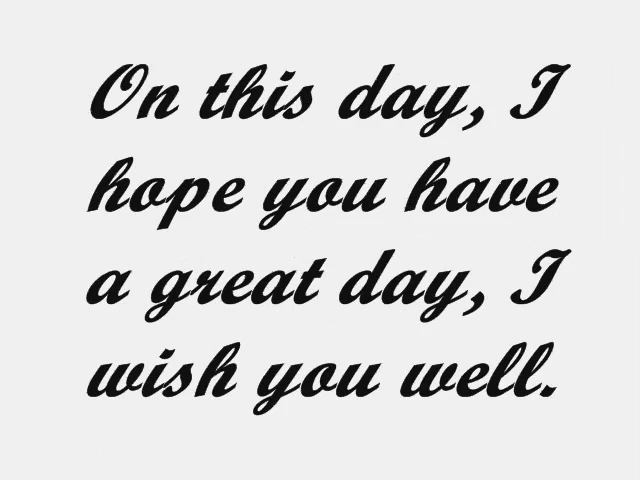 On this day, I
hope you have
a great day, I
wish you well.